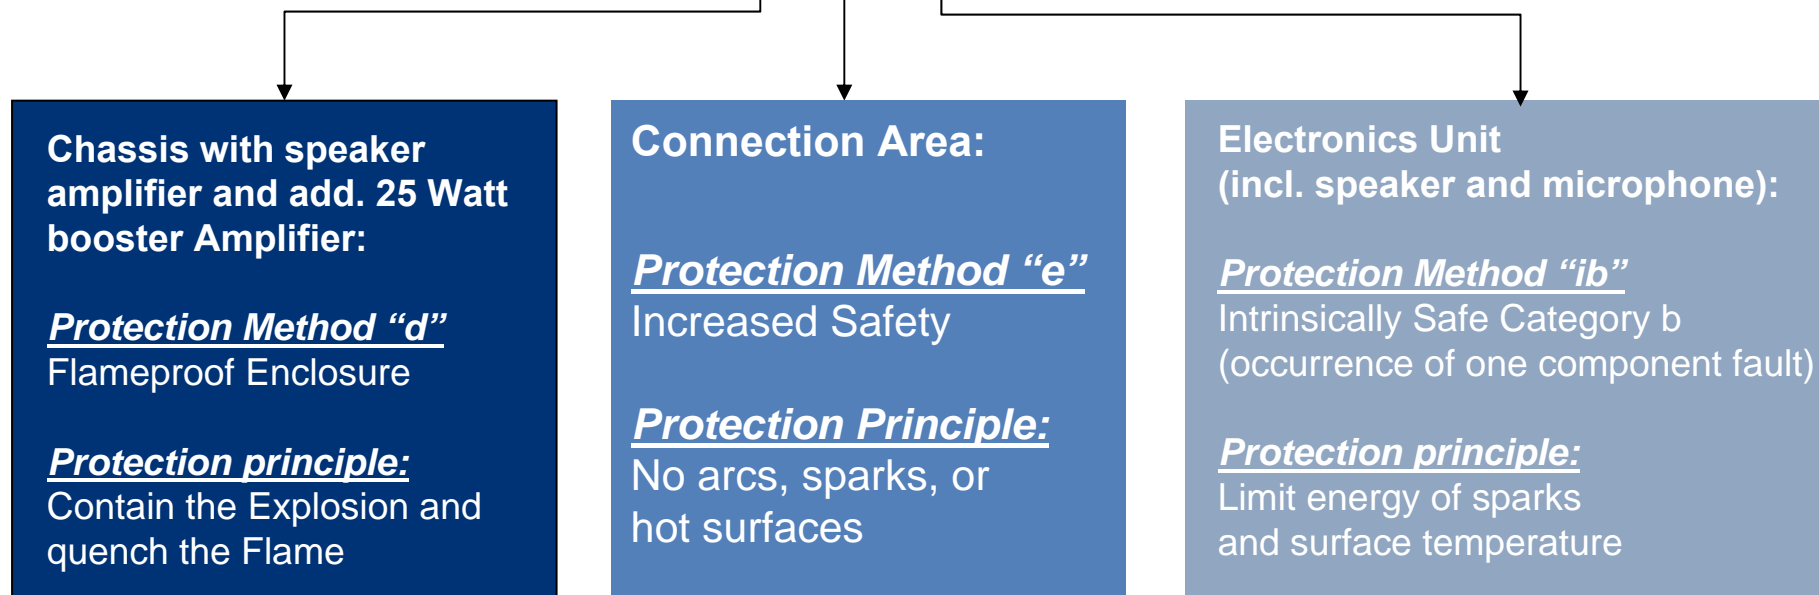 Chassis with speaker
amplifier and add. 25 Watt
booster Amplifier:
Protection Method “d”
Flameproof Enclosure
Protection principle:
Contain the Explosion and
quench the Flame
Connection Area:
Protection Method “e”
Increased Safety
Protection Principle:
No arcs, sparks, or
hot surfaces
Electronics Unit
(incl. speaker and microphone):
Protection Method “ib”
Intrinsically Safe Category b
(occurrence of one component fault)
Protection principle:
Limit energy of sparks
and surface temperature